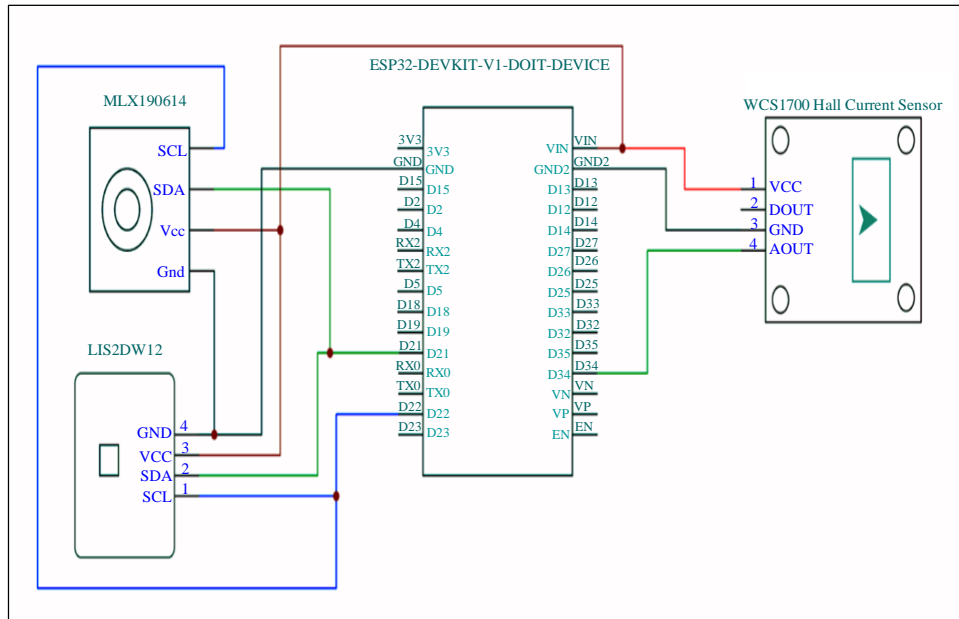 ESP32-DEVKIT-V1-DOIT-DEVICE
MLX190614
SCL
SDA
Vcc
Gnd
LIS2DW12
GND 4
VCC 3
SDA 2
SCL 1
3V3 3V3
GND GND
D15 D15
D2 D2
D4 D4
RX2 RX2
TX2 TX2
D5 D5
D18 D18
D19 D19
D21 D21
RX0 RX0
TX0 TX0
D22 D22
D23 D23
VIN VIN
GND2 GND2
D13 D13
D12 D12
D14 D14
D27 D27
D26 D26
D25 D25
D33 D33
D32 D32
D35 D35
D34 D34
VN VN
VP VP
EN EN
WCS1700 Hall Current Sensor
1 VCC
2 DOUT
3 GND
4 AOUT